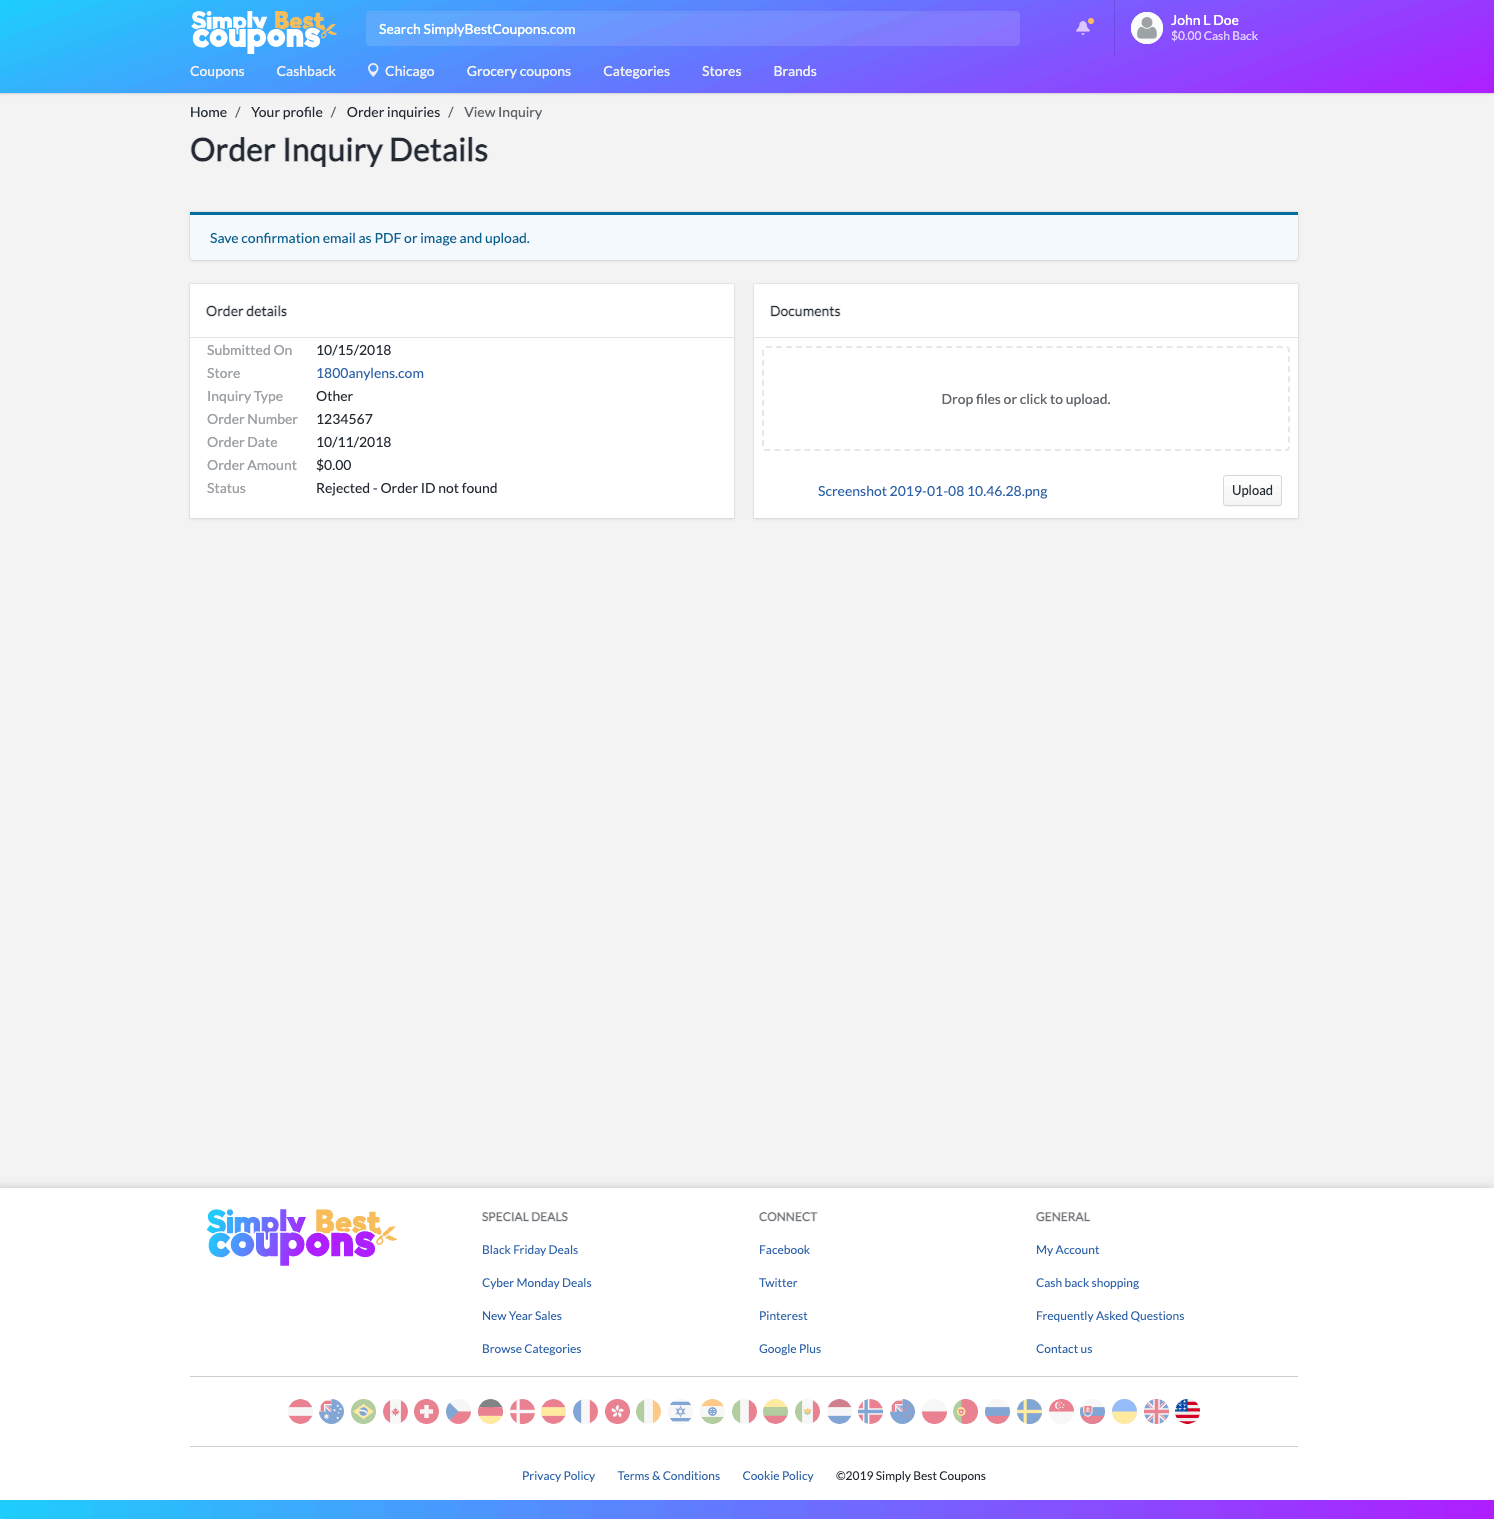 Simply Best
coupons
Search SimplyBestCoupons.com
John L Doe
$0.00 Cash Back
Coupons Cashback Chicago Grocery coupons Categories Stores Brands
Home / Your profile / Order inquiries / View Inquiry
Order Inquiry Details
Save confirmation email as PDF or image and upload.
Order details
Submitted On 10/15/2018
Store 1800anylens.com
Inquiry Type Other
Order Number 1234567
Order Date 10/11/2018
Order Amount $0.00
Status Rejected - Order ID not found
Documents
Drop files or click to upload.
Screenshot 2019-01-08 10.46.28.png Upload
Simply Best
coupons
SPECIAL DEALS
Black Friday Deals
Cyber Monday Deals
New Year Sales
Browse Categories
CONNECT
Facebook
Twitter
Pinterest
Google Plus
GENERAL
My Account
Cash back shopping
Frequently Asked Questions
Contact us
Privacy Policy Terms & Conditions Cookie Policy ©2019 Simply Best Coupons